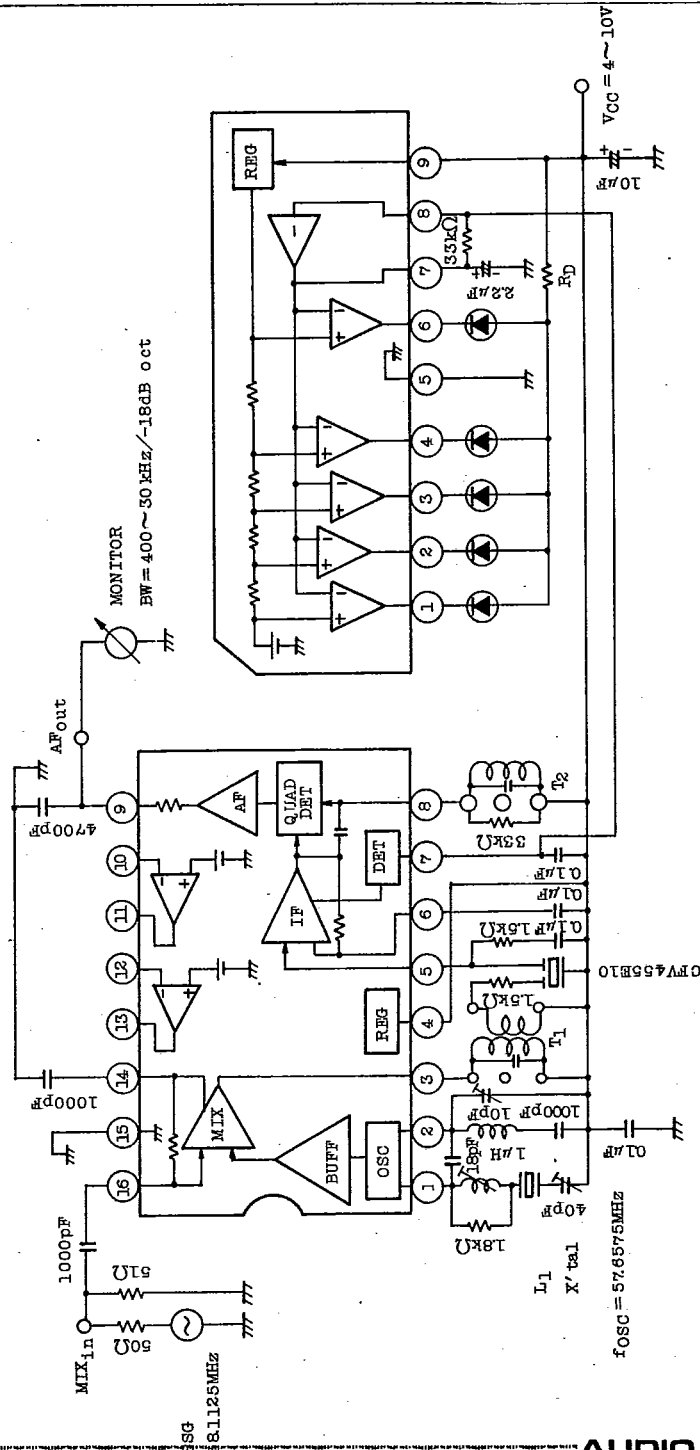 SG
8.1125MHz
MIXin
50Ω
51Ω
1000pF
16
15
14
13
12
11
10
9
1000pF
4700pF
AFout
MONITOR
BW=400~30kHz/-18dB oct
MIX
BUFF
OSC
REG
IF
DET
QUAD DET
AF
1
2
3
4
5
6
7
8
1.8kΩ
18pF
1μH
10pF
1000pF
40pF
L1
X'tal
fOSC=57.6575MHz
0.1μF
T1
1.5kΩ
CFV455E10
1.5kΩ
0.1μF
0.1μF
0.1μF
33kΩ
T2
REG
1
2
3
4
5
6
7
8
9
2.2μF
33kΩ
RD
10μF
VCC=4~10V
AUDIO